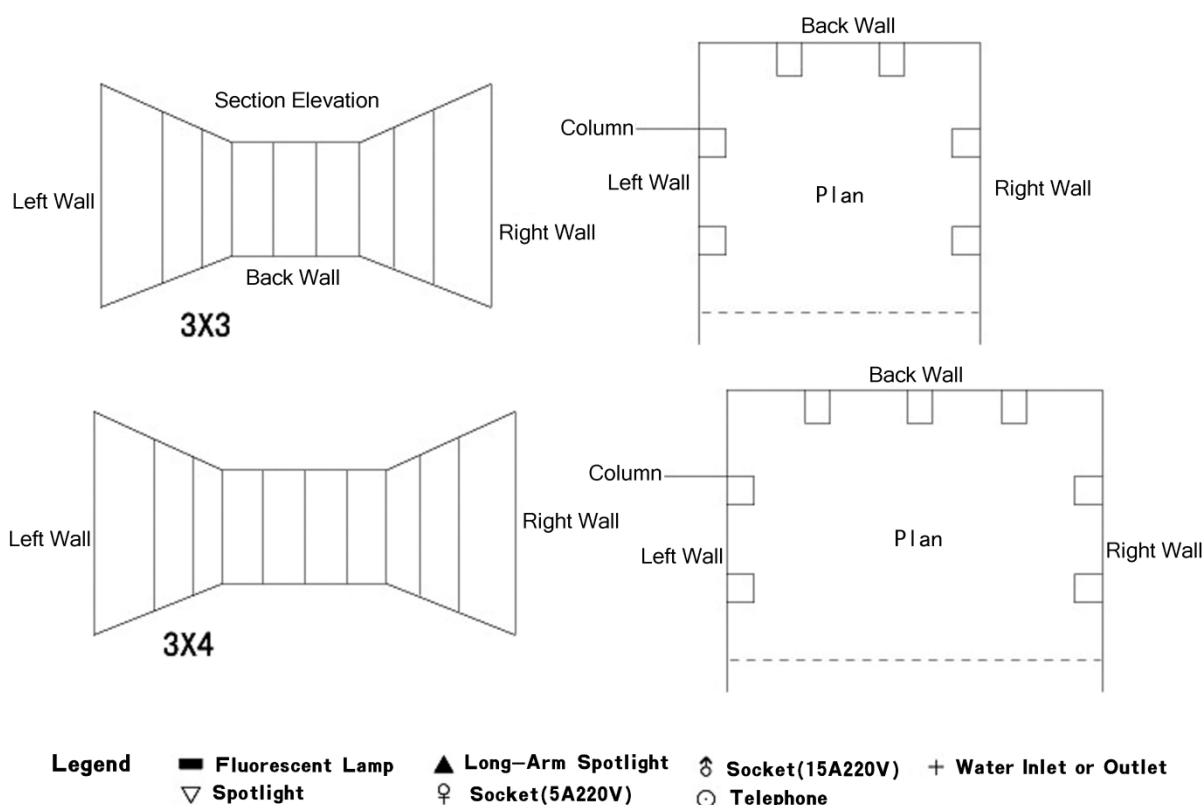 Back Wall
Section Elevation
Column
Left Wall
Plan
Right Wall
Left Wall
Right Wall
Back Wall
3X3
Back Wall
Column
Left Wall
Right Wall
Plan
Left Wall
Right Wall
3X4
Legend Fluorescent Lamp Long-Arm Spotlight Socket(15A220V) Water Inlet or Outlet
Spotlight Socket(5A220V) Telephone